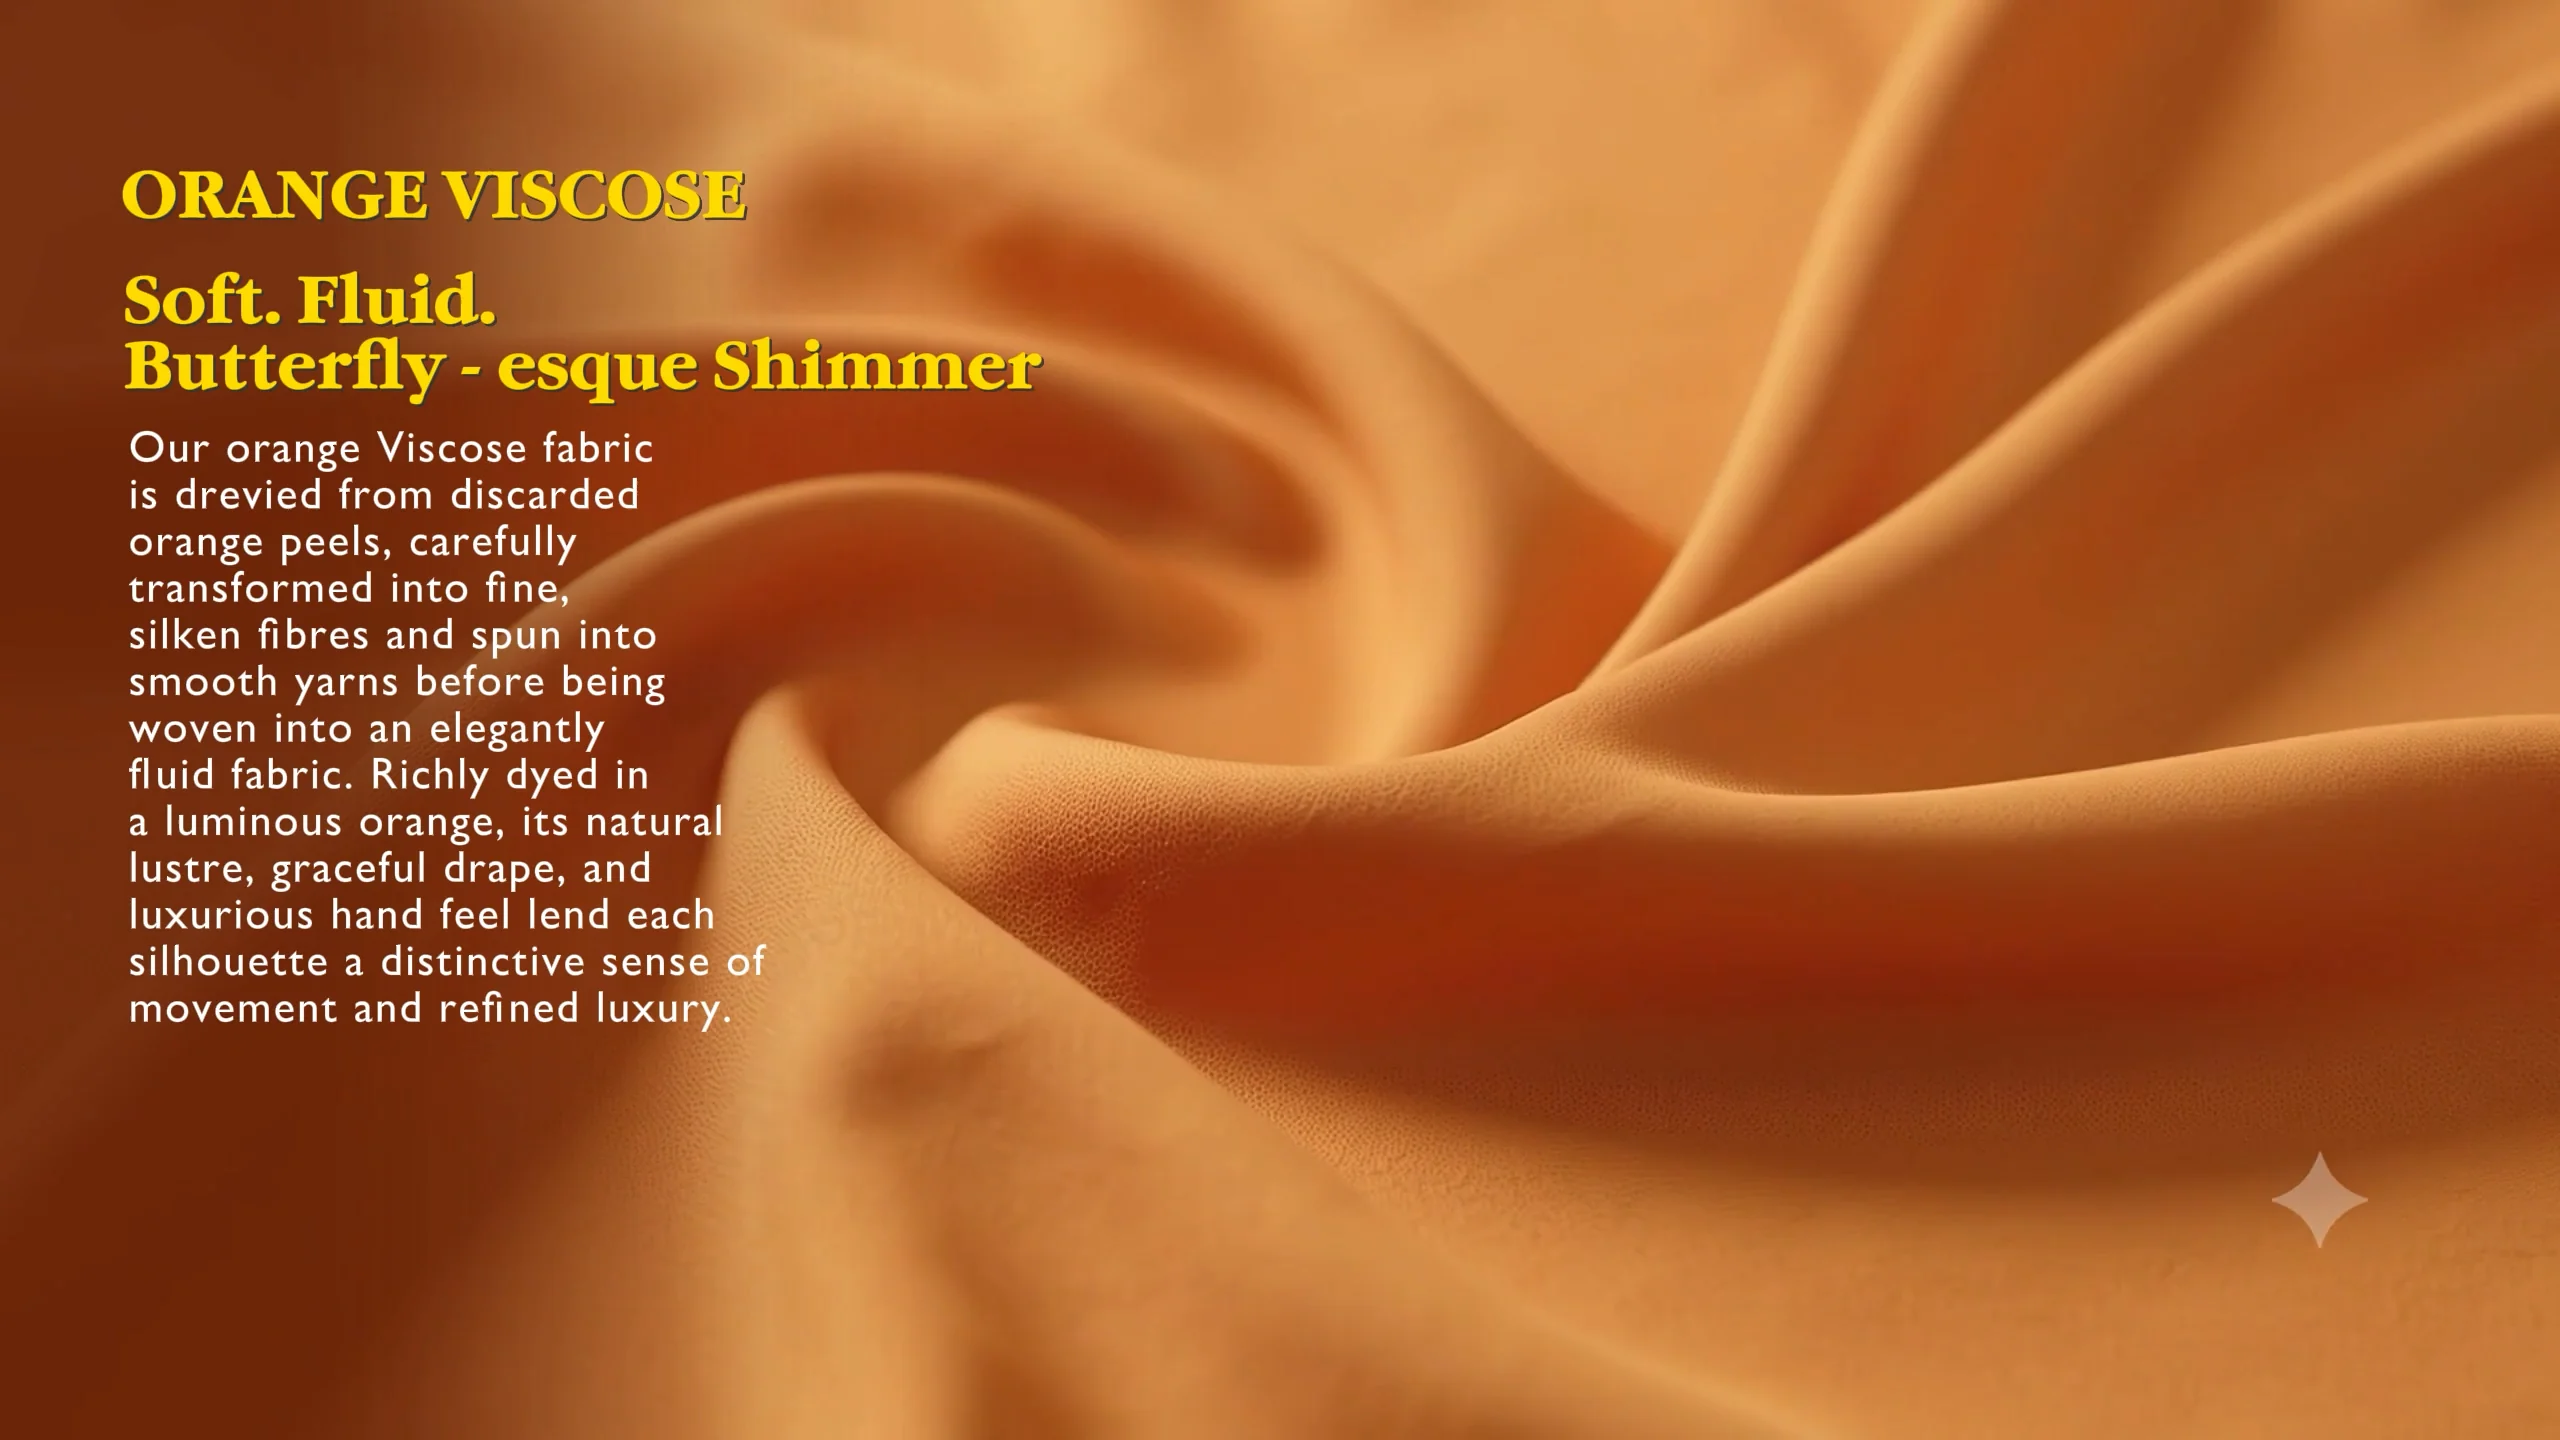 ORANGE VISCOSE
Soft. Fluid.
Butterfly - esque Shimmer
Our orange Viscose fabric
is drevied from discarded
orange peels, carefully
transformed into fine,
silken fibres and spun into
smooth yarns before being
woven into an elegantly
fluid fabric. Richly dyed in
a luminous orange, its natural
lustre, graceful drape, and
luxurious hand feel lend each
silhouette a distinctive sense of
movement and refined luxury.